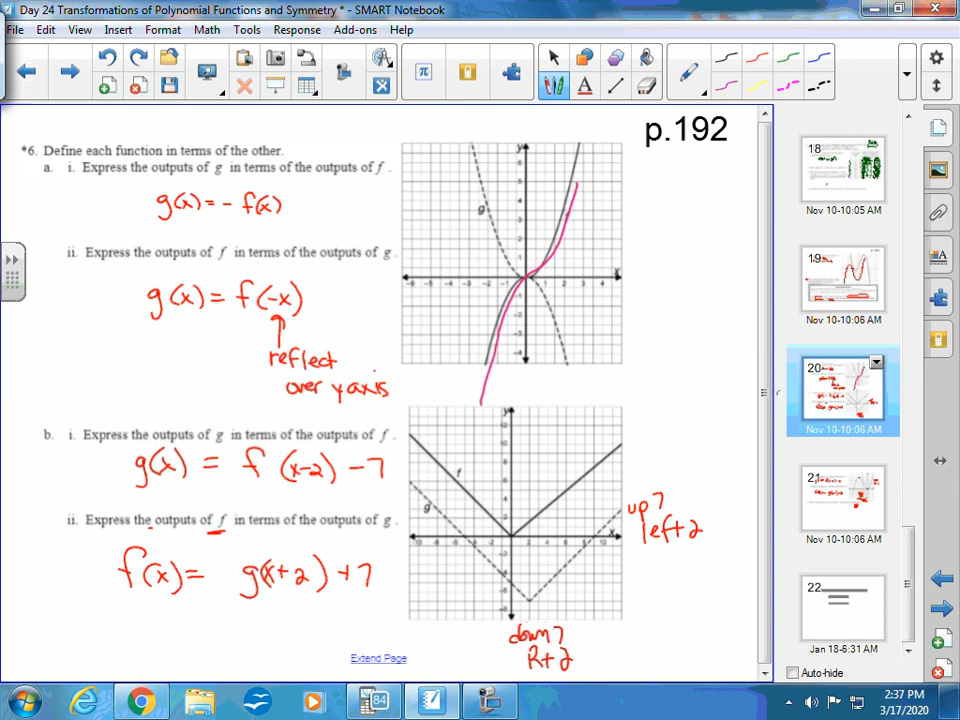 Day 24 Transformations of Polynomial Functions and Symmetry * - SMART Notebook
File Edit View Insert Format Math Tools Response Add-ons Help
p.192
*6. Define each function in terms of the other.
a. i. Express the outputs of g in terms of the outputs of f .
g(x) = - f(x)
ii. Express the outputs of f in terms of the outputs of g .
g(x) = f(-x)
reflect
over y axis
b. i. Express the outputs of g in terms of the outputs of f .
g(x) = f (x-2) -7
ii. Express the outputs of f in terms of the outputs of g .
f(x) = g(x+2) +7
up 7
left 2
down 7
R+ 2
y
x
g
y
x
f
g
Extend Page
18
Nov 10-10:05 AM
19
Nov 10-10:06 AM
20
Nov 10-10:06 AM
21
Nov 10-10:06 AM
22
Jan 18-6:31 AM
Auto-hide
84
2:37 PM
3/17/2020